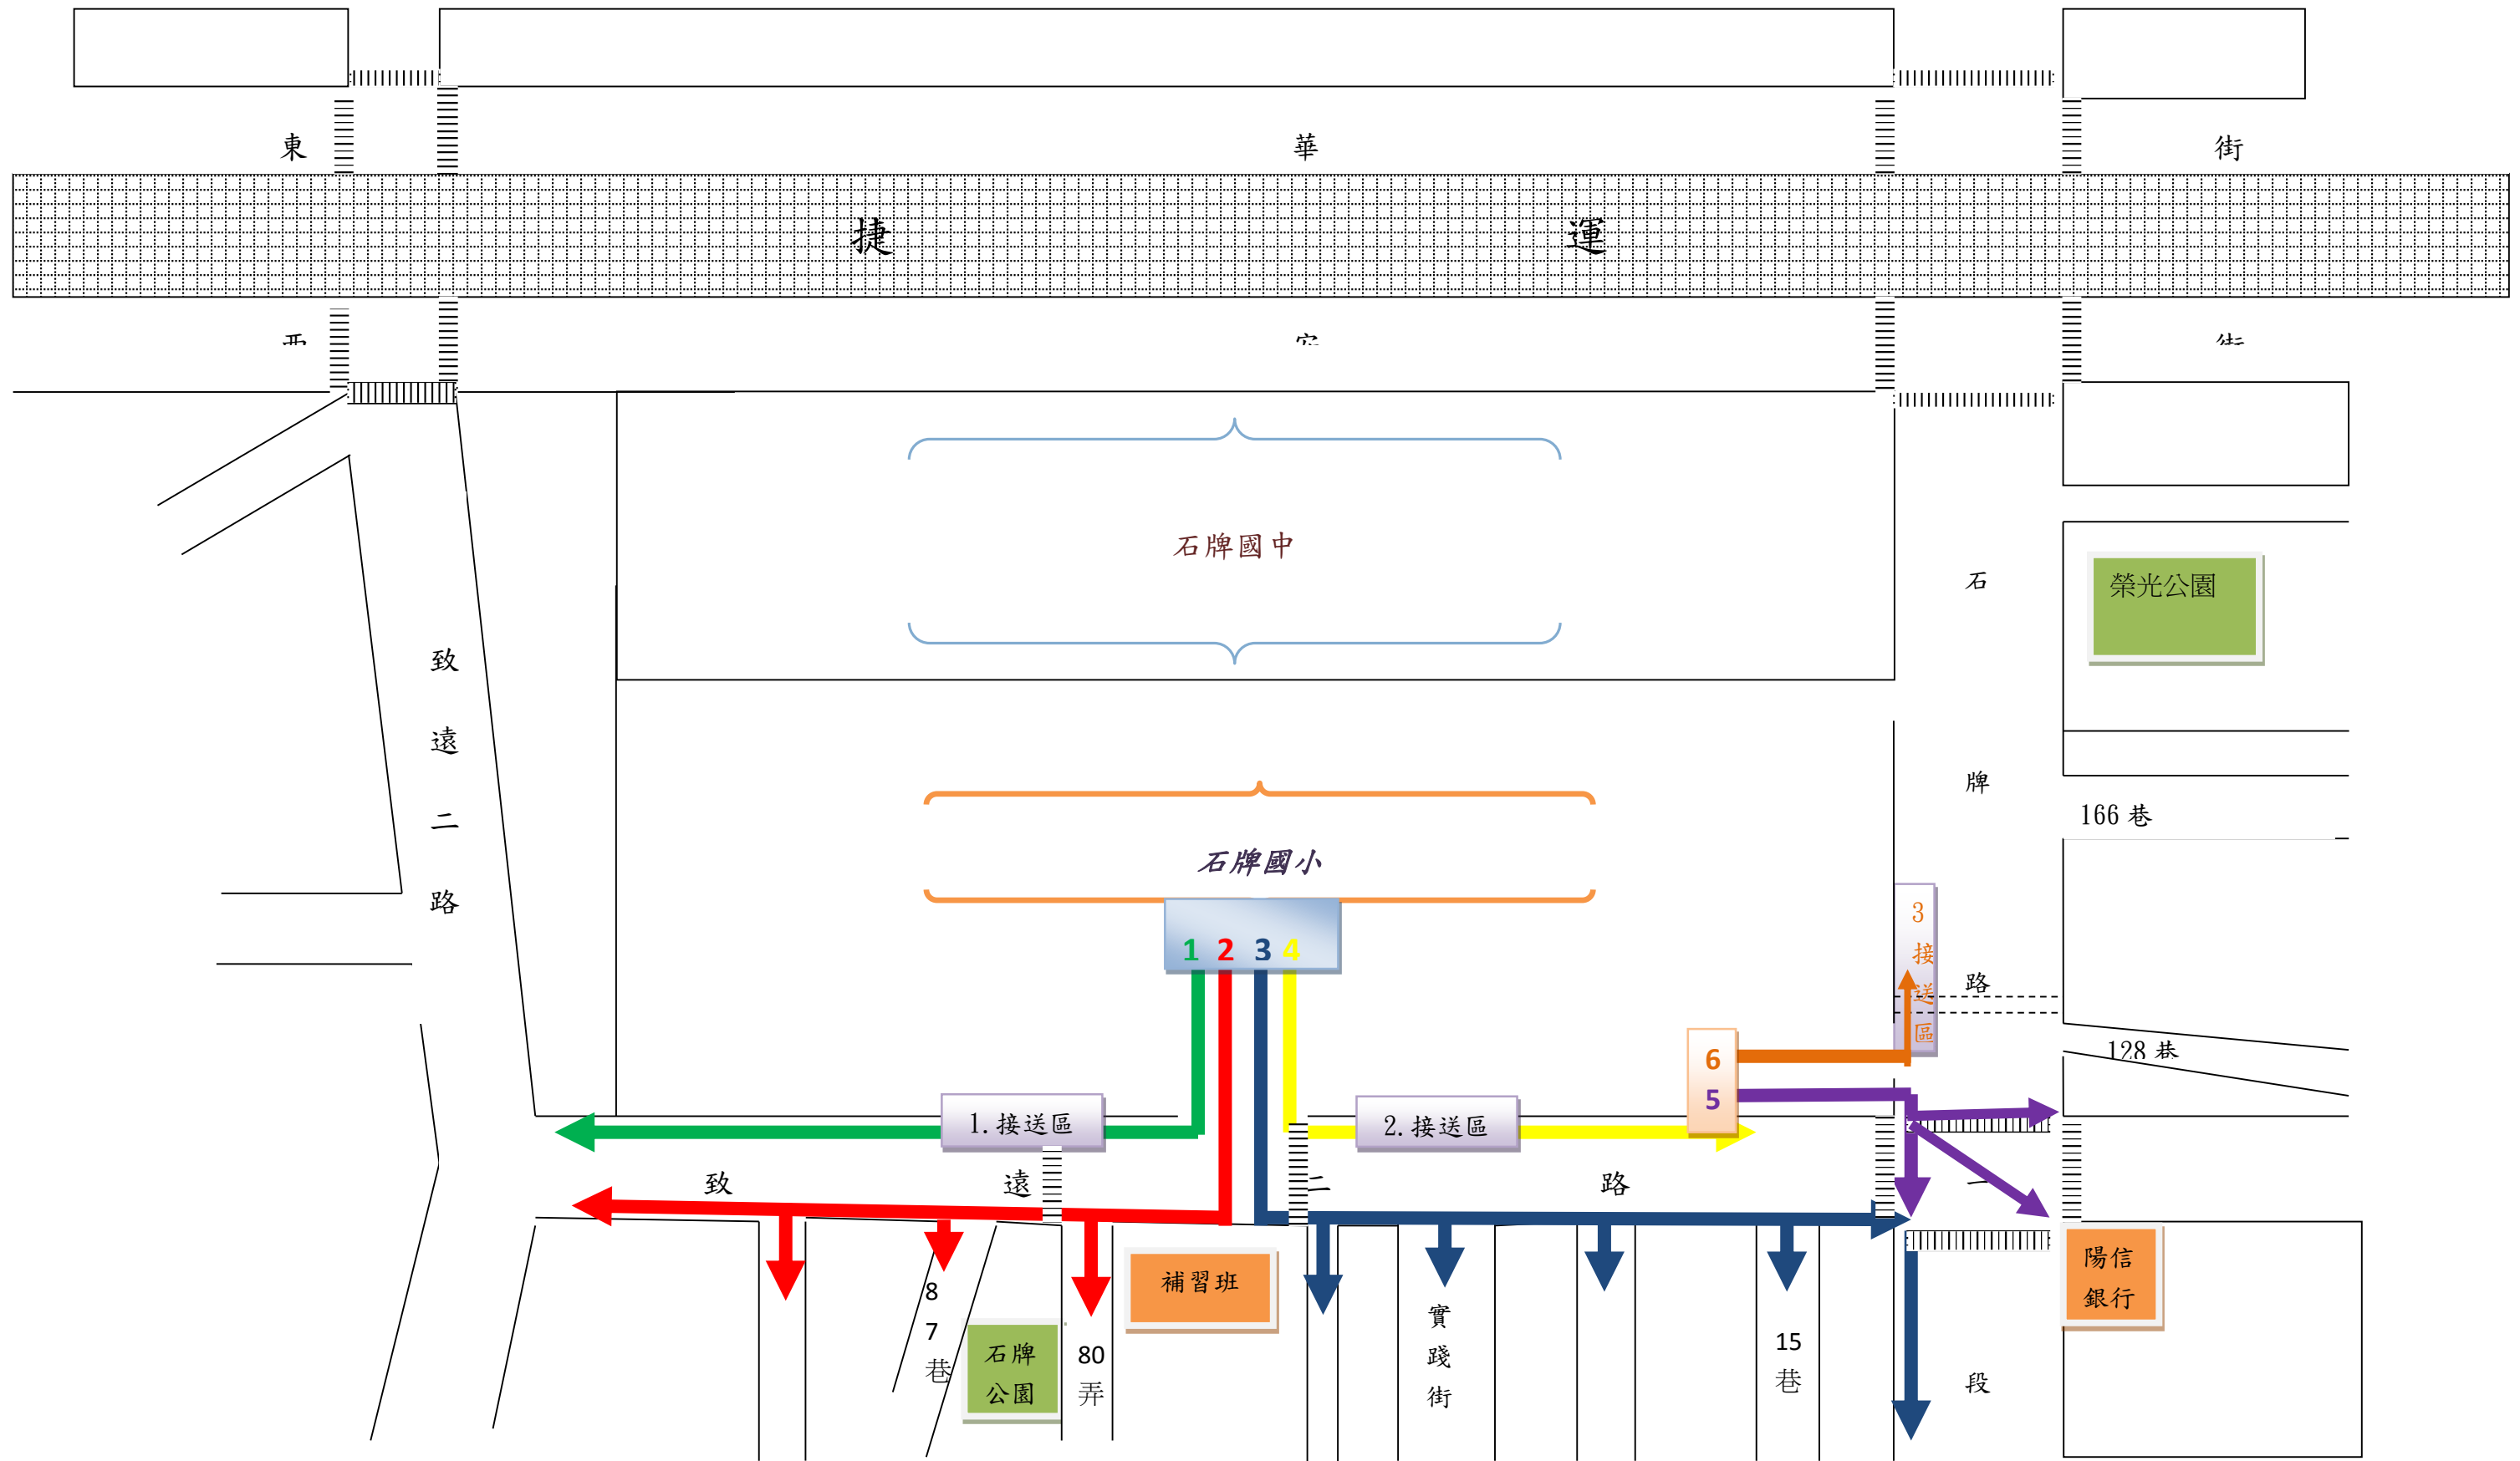 東 華 街
捷 運
石牌國中
榮光公園
致遠二路
石牌路一段
166 巷
石牌國小
1 2 3 4
3接送區
128 巷
6
5
1.接送區
2.接送區
致 遠 二 路
87巷
石牌
公園
80
弄
補習班
實踐街
15
巷
陽信
銀行